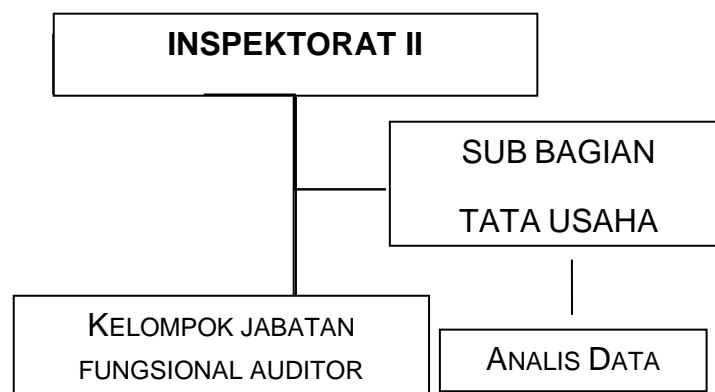 INSPEKTORAT II
SUB BAGIAN
TATA USAHA
KELOMPOK JABATAN
FUNGSIONAL AUDITOR
ANALIS DATA